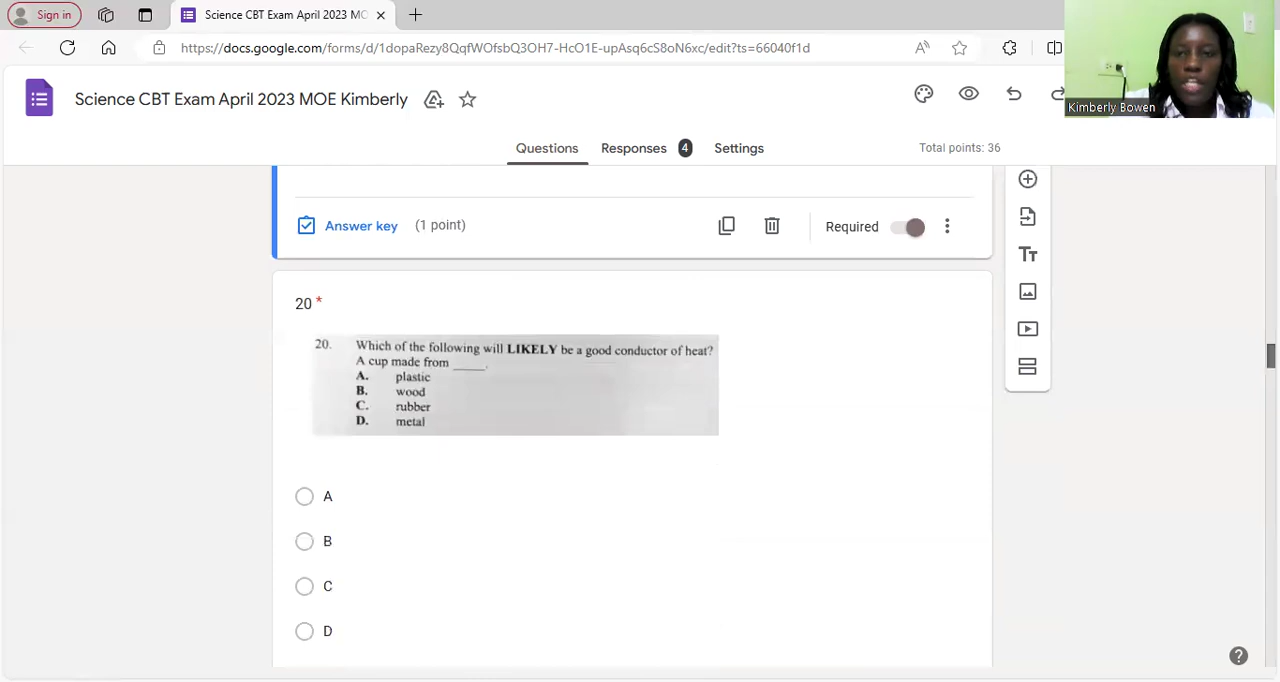 Sign in
Science CBT Exam April 2023 MO
https://docs.google.com/forms/d/1dopaRezy8QqfWOfsbQ3OH7-HcO1E-upAsq6cS8oN6xc/edit?ts=66040f1d
Science CBT Exam April 2023 MOE Kimberly
Kimberly Bowen
Questions
Responses 4
Settings
Total points: 36
Answer key (1 point)
Required
20 *
20. Which of the following will LIKELY be a good conductor of heat?
A cup made from _____.
A. plastic
B. wood
C. rubber
D. metal
A
B
C
D